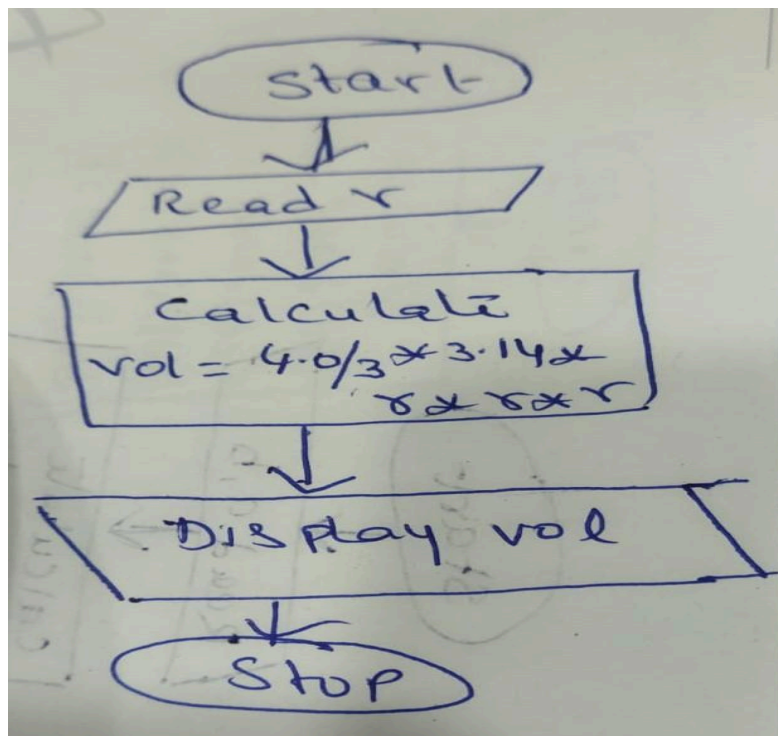 Start
Read r
Calculate
vol = 4.0/3 * 3.14 *
r * r * r
Display vol
Stop